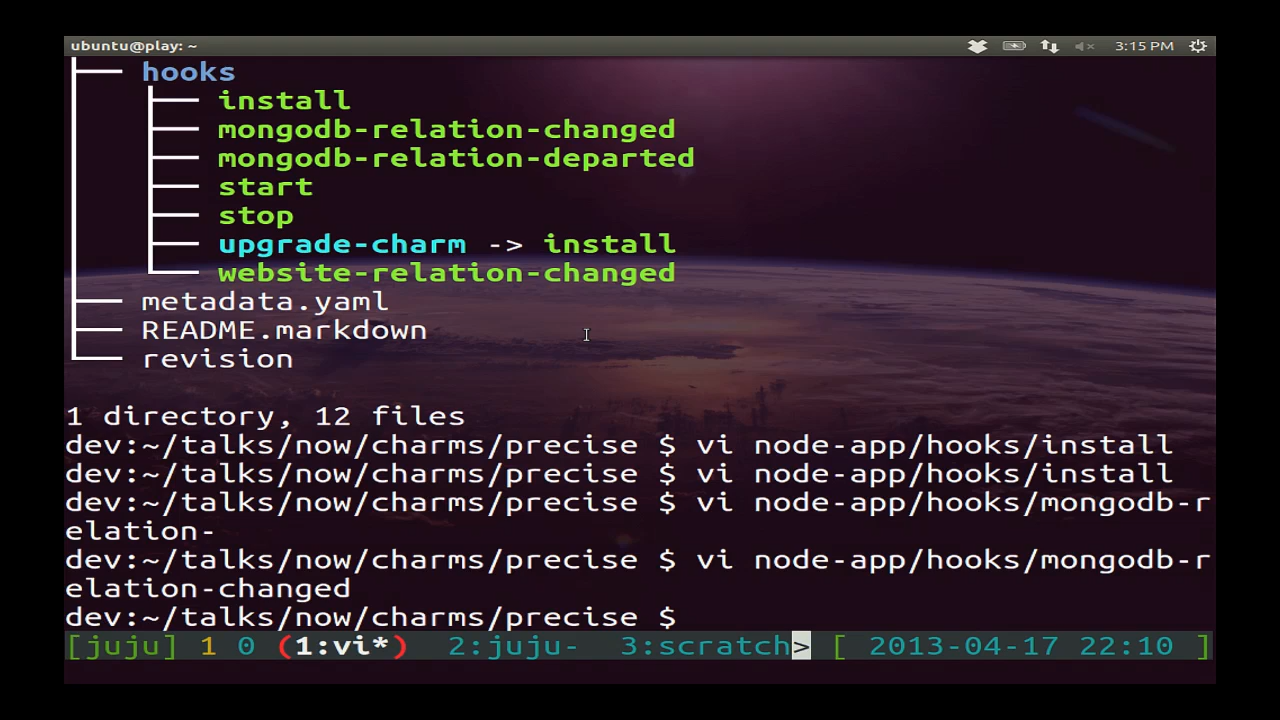 ubuntu@play: ~ 3:15 PM
hooks
install
mongodb-relation-changed
mongodb-relation-departed
start
stop
upgrade-charm -> install
website-relation-changed
metadata.yaml
README.markdown
revision
1 directory, 12 files
dev:~/talks/now/charms/precise $ vi node-app/hooks/install
dev:~/talks/now/charms/precise $ vi node-app/hooks/install
dev:~/talks/now/charms/precise $ vi node-app/hooks/mongodb-r
elation-
dev:~/talks/now/charms/precise $ vi node-app/hooks/mongodb-r
elation-changed
dev:~/talks/now/charms/precise $
[juju] 1 0 (1:vi*) 2:juju- 3:scratch> [ 2013-04-17 22:10 ]